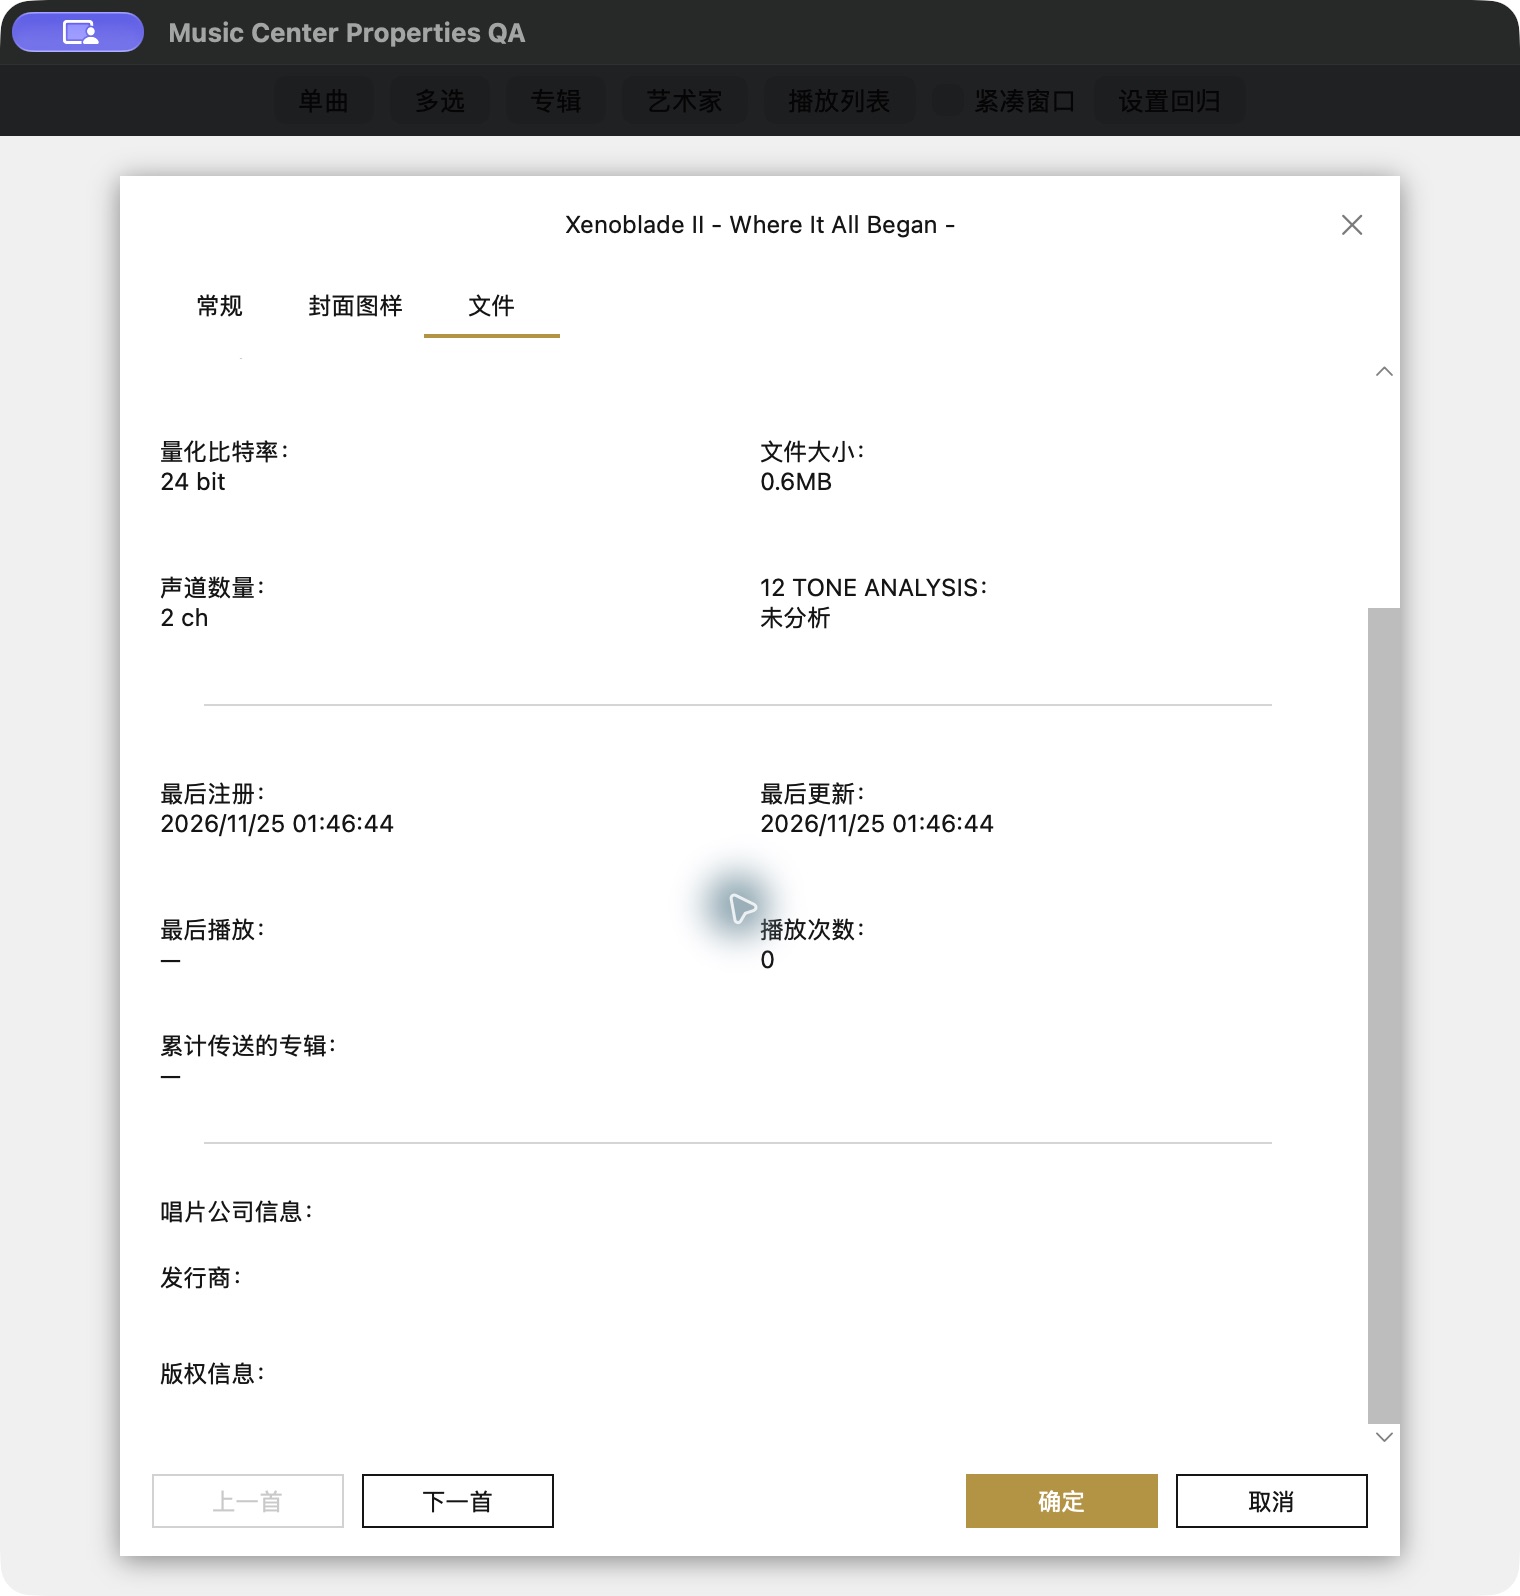 Music Center Properties QA
单曲 多选 专辑 艺术家 播放列表 紧凑窗口 设置回归
Xenoblade II - Where It All Began -
常规 封面图样 文件
量化比特率： 文件大小：
24 bit 0.6MB
声道数量： 12 TONE ANALYSIS：
2 ch 未分析
最后注册： 最后更新：
2026/11/25 01:46:44 2026/11/25 01:46:44
最后播放： 播放次数：
— 0
累计传送的专辑：
—
唱片公司信息：
发行商：
版权信息：
上一首 下一首 确定 取消